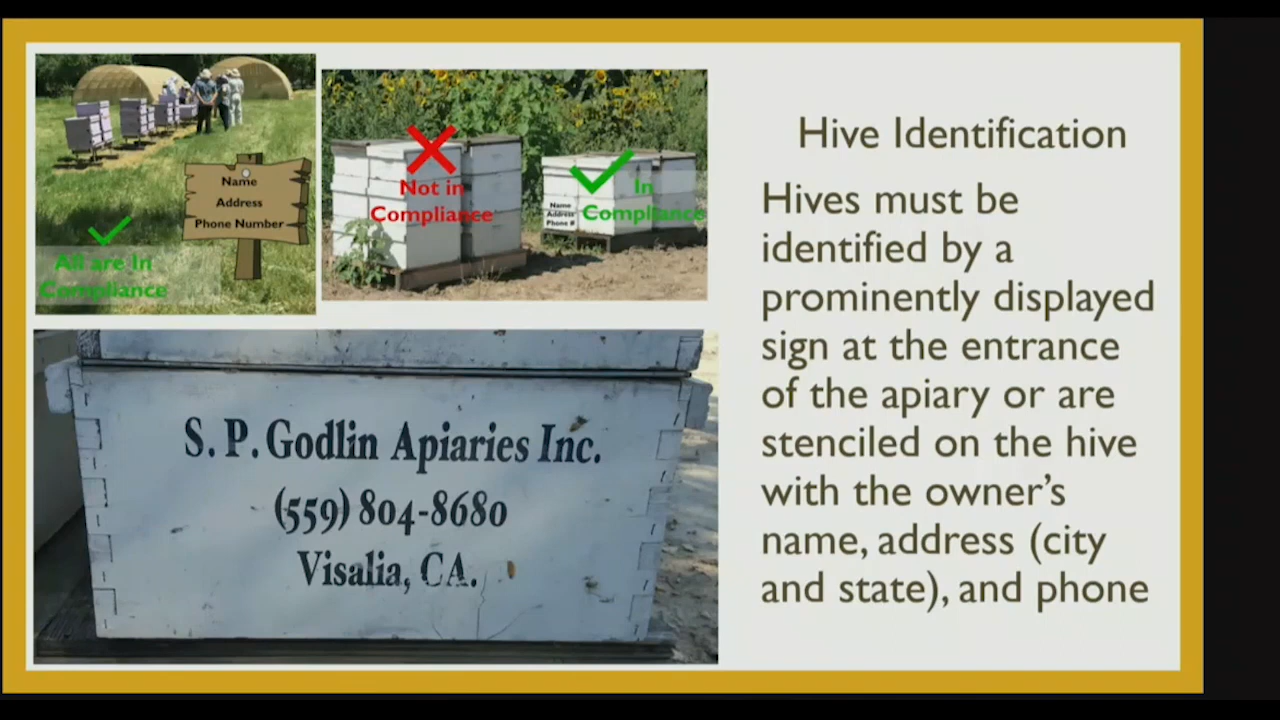 Name
Address
Phone Number
All are In
Compliance
Not in
Compliance
In
Compliance
Name
Address
Phone #
S. P. Godlin Apiaries Inc.
(559) 804-8680
Visalia, CA.
Hive Identification
Hives must be
identified by a
prominently displayed
sign at the entrance
of the apiary or are
stenciled on the hive
with the owner's
name, address (city
and state), and phone